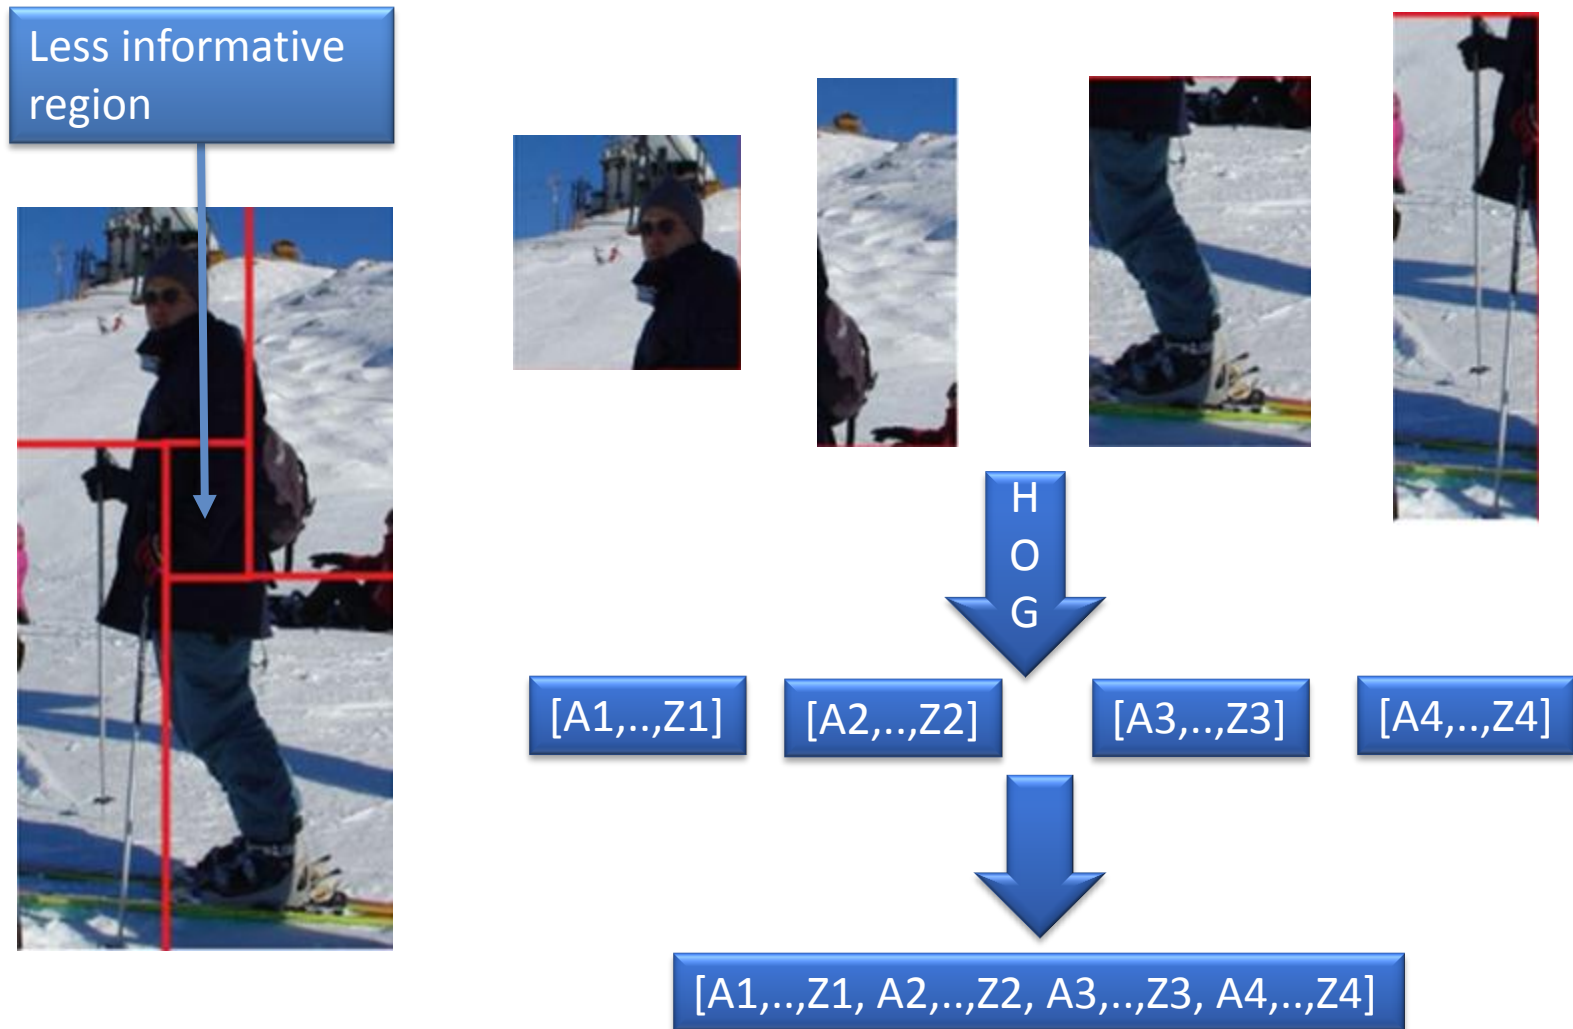 Less informative
region
H
O
G
[A1,..,Z1]
[A2,..,Z2]
[A3,..,Z3]
[A4,..,Z4]
[A1,..,Z1, A2,..,Z2, A3,..,Z3, A4,..,Z4]